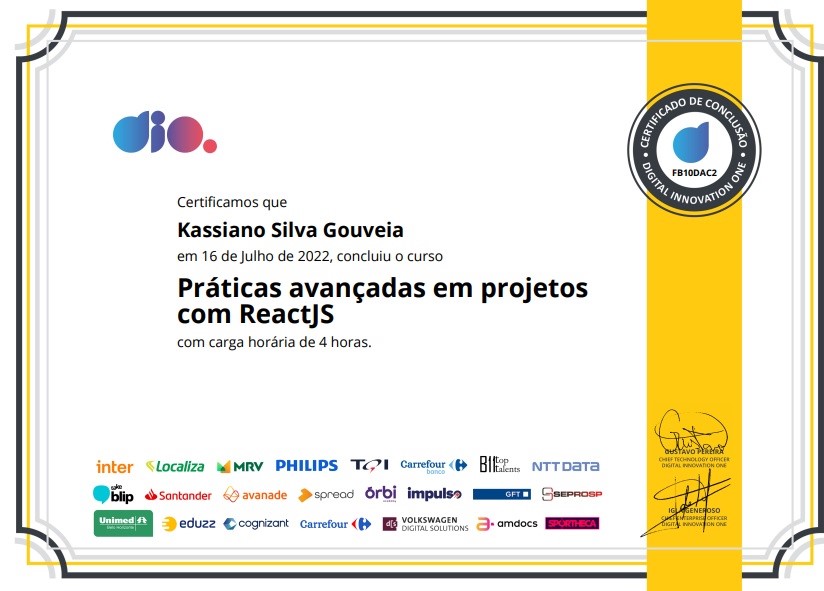 dio.
CERTIFICADO DE CONCLUSÃO
FB10DAC2
DIGITAL INNOVATION ONE
Certificamos que
Kassiano Silva Gouveia
em 16 de Julho de 2022, concluiu o curso
Práticas avançadas em projetos
com ReactJS
com carga horária de 4 horas.
GUSTAVO PEREIRA
CHIEF TECHNOLOGY OFFICER
DIGITAL INNOVATION ONE
inter Localiza MRV PHILIPS TQI Carrefour banco BIT top talents NTT DATA
take blip Santander avanade spread órbi impulso GFT SEPROSP
Unimed eduzz cognizant Carrefour ds VOLKSWAGEN DIGITAL SOLUTIONS amdocs SPORTHECA
GENEROSO
CHIEF ENTERPRISE OFFICER
DIGITAL INNOVATION ONE